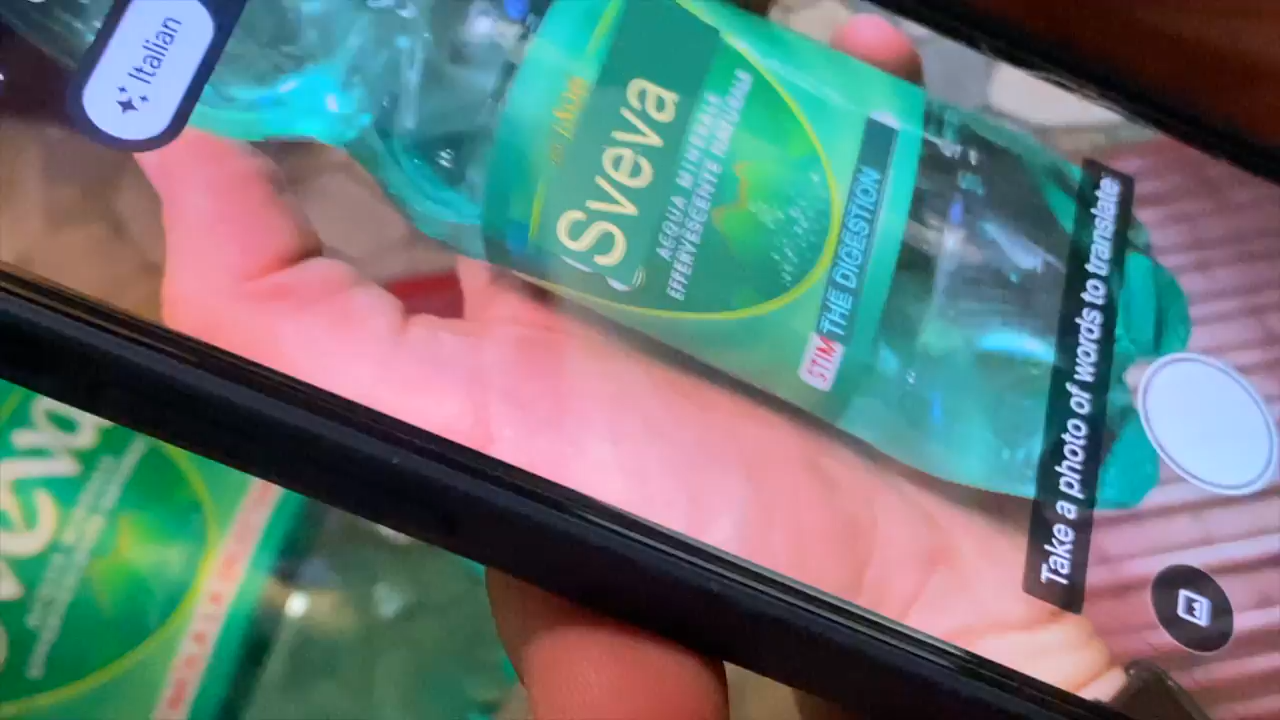 Italian
Sveva
ACQUA MINERALE
EFFERVESCENTE NATURALE
STIM THE DIGESTION
Take a photo of words to translate